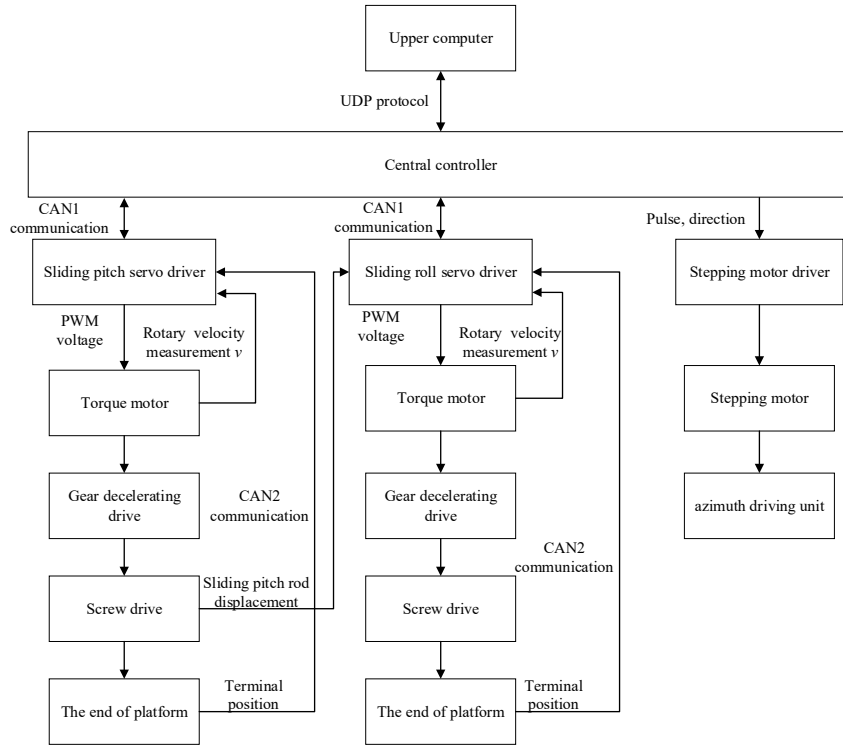 Upper computer
UDP protocol
Central controller
CAN1
communication
CAN1
communication
Pulse, direction
Sliding pitch servo driver
Sliding roll servo driver
Stepping motor driver
PWM
voltage
Rotary velocity
measurement v
PWM
voltage
Rotary velocity
measurement v
Torque motor
Torque motor
Stepping motor
Gear decelerating
drive
CAN2
communication
Gear decelerating
drive
azimuth driving unit
CAN2
communication
Sliding pitch rod
displacement
Screw drive
Screw drive
The end of platform
Terminal
position
The end of platform
Terminal
position